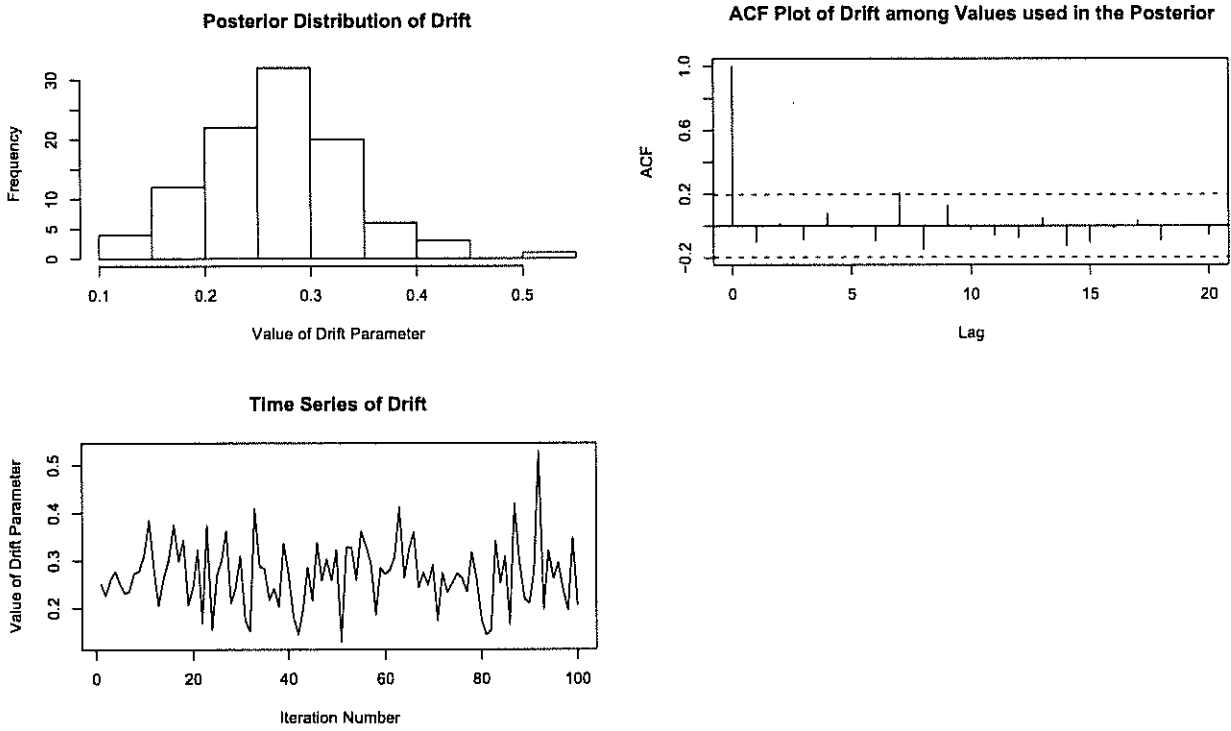 Posterior Distribution of Drift
Frequency
30
20
10
5
0
0.1 0.2 0.3 0.4 0.5
Value of Drift Parameter
ACF Plot of Drift among Values used in the Posterior
ACF
1.0
0.6
0.2
-0.2
0 5 10 15 20
Lag
Time Series of Drift
Value of Drift Parameter
0.5
0.4
0.3
0.2
0 20 40 60 80 100
Iteration Number